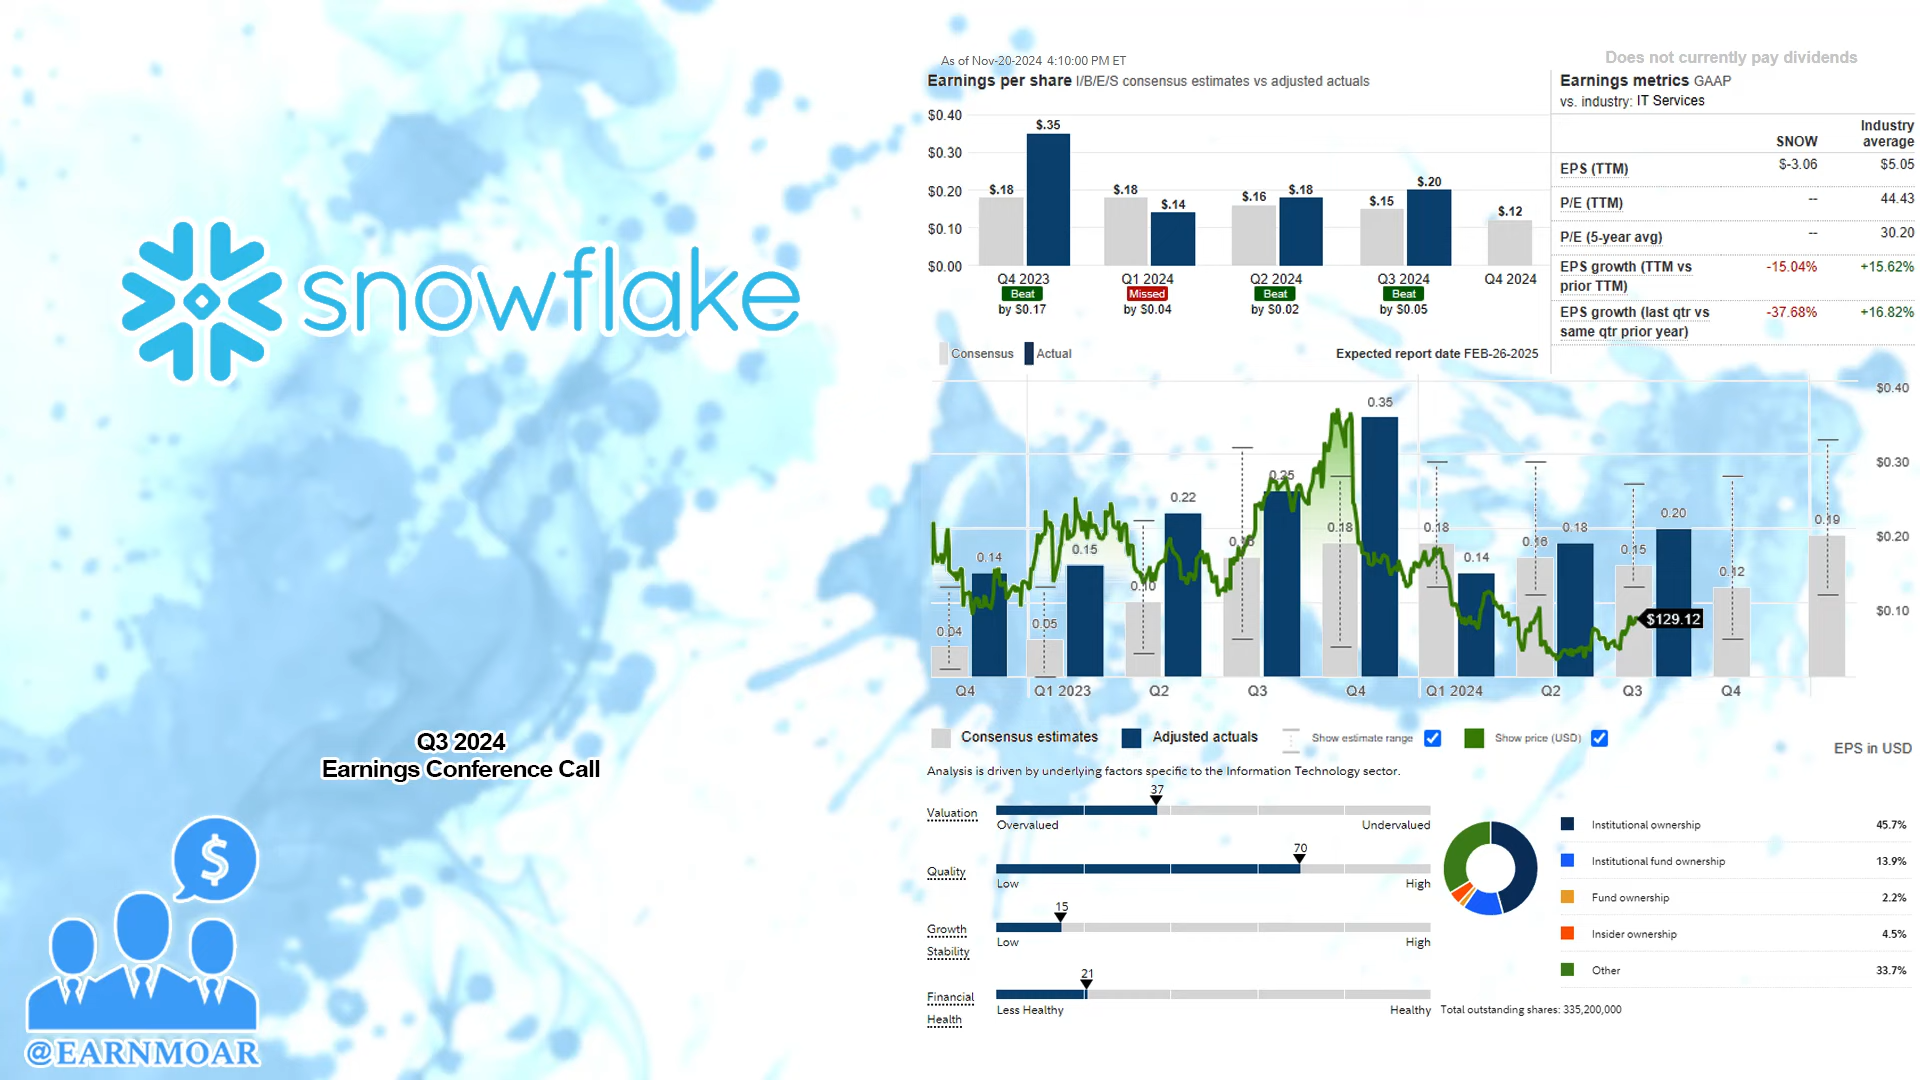 snowflake
Q3 2024
Earnings Conference Call
$
@EARNMOAR
As of Nov-20-2024 4:10:00 PM ET
Does not currently pay dividends
Earnings per share I/B/E/S consensus estimates vs adjusted actuals
$0.40
$0.30
$0.20
$0.10
$0.00
$.18
$.35
$.18
$.14
$.16
$.18
$.15
$.20
$.12
Q4 2023
Q1 2024
Q2 2024
Q3 2024
Q4 2024
Beat
Missed
Beat
Beat
by $0.17
by $0.04
by $0.02
by $0.05
Consensus
Actual
Expected report date FEB-26-2025
Earnings metrics GAAP
vs. industry: IT Services
SNOW
Industry average
EPS (TTM) $-3.06 $5.05
P/E (TTM) -- 44.43
P/E (5-year avg) -- 30.20
EPS growth (TTM vs prior TTM) -15.04% +15.62%
EPS growth (last qtr vs same qtr prior year) -37.68% +16.82%
$0.40
$0.30
$0.20
$0.10
0.04
0.14
0.05
0.15
0.10
0.22
0.16
0.25
0.18
0.35
0.18
0.14
0.16
0.18
0.15
0.20
0.12
0.19
$129.12
Q4
Q1 2023
Q2
Q3
Q4
Q1 2024
Q2
Q3
Q4
Consensus estimates
Adjusted actuals
Show estimate range
Show price (USD)
EPS in USD
Analysis is driven by underlying factors specific to the Information Technology sector.
Valuation
37
Overvalued
Undervalued
Quality
70
Low
High
Growth
Stability
15
Low
High
Financial
Health
21
Less Healthy
Healthy
Institutional ownership 45.7%
Institutional fund ownership 13.9%
Fund ownership 2.2%
Insider ownership 4.5%
Other 33.7%
Total outstanding shares: 335,200,000